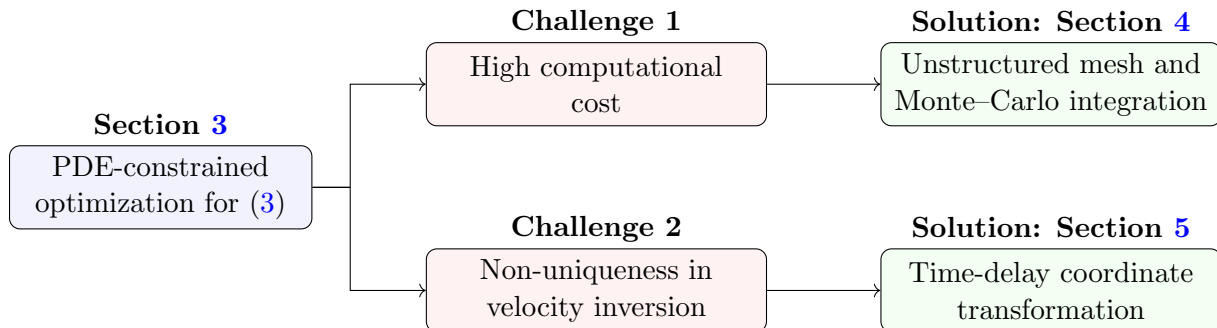 Section 3
PDE-constrained
optimization for (3)
Challenge 1
High computational
cost
Solution: Section 4
Unstructured mesh and
Monte–Carlo integration
Challenge 2
Non-uniqueness in
velocity inversion
Solution: Section 5
Time-delay coordinate
transformation